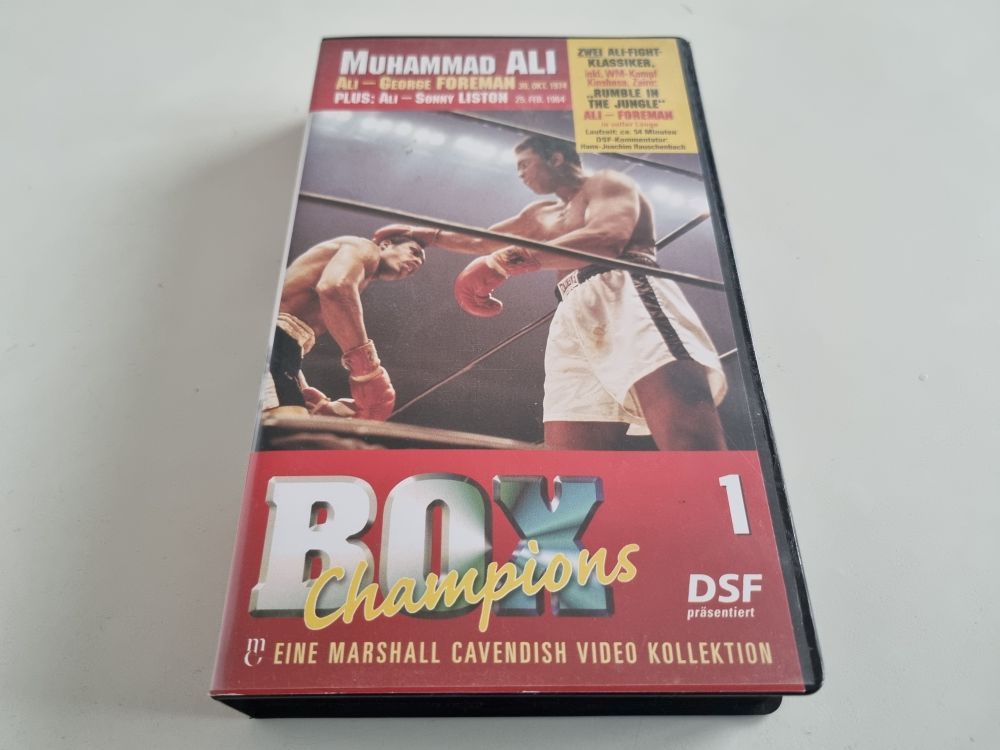 MUHAMMAD ALI
ALI – GEORGE FOREMAN 30. OKT. 1974
PLUS: ALI – SONNY LISTON 25. FEB. 1964
ZWEI ALI-FIGHT-
KLASSIKER,
inkl. WM-Kampf
Kinshasa, Zaire:
„RUMBLE IN
THE JUNGLE“
ALI – FOREMAN
in voller Länge
Laufzeit: ca. 54 Minuten
DSF-Kommentator:
Hans-Joachim Rauschenbach
BOX
Champions
1
DSF
präsentiert
mc EINE MARSHALL CAVENDISH VIDEO KOLLEKTION